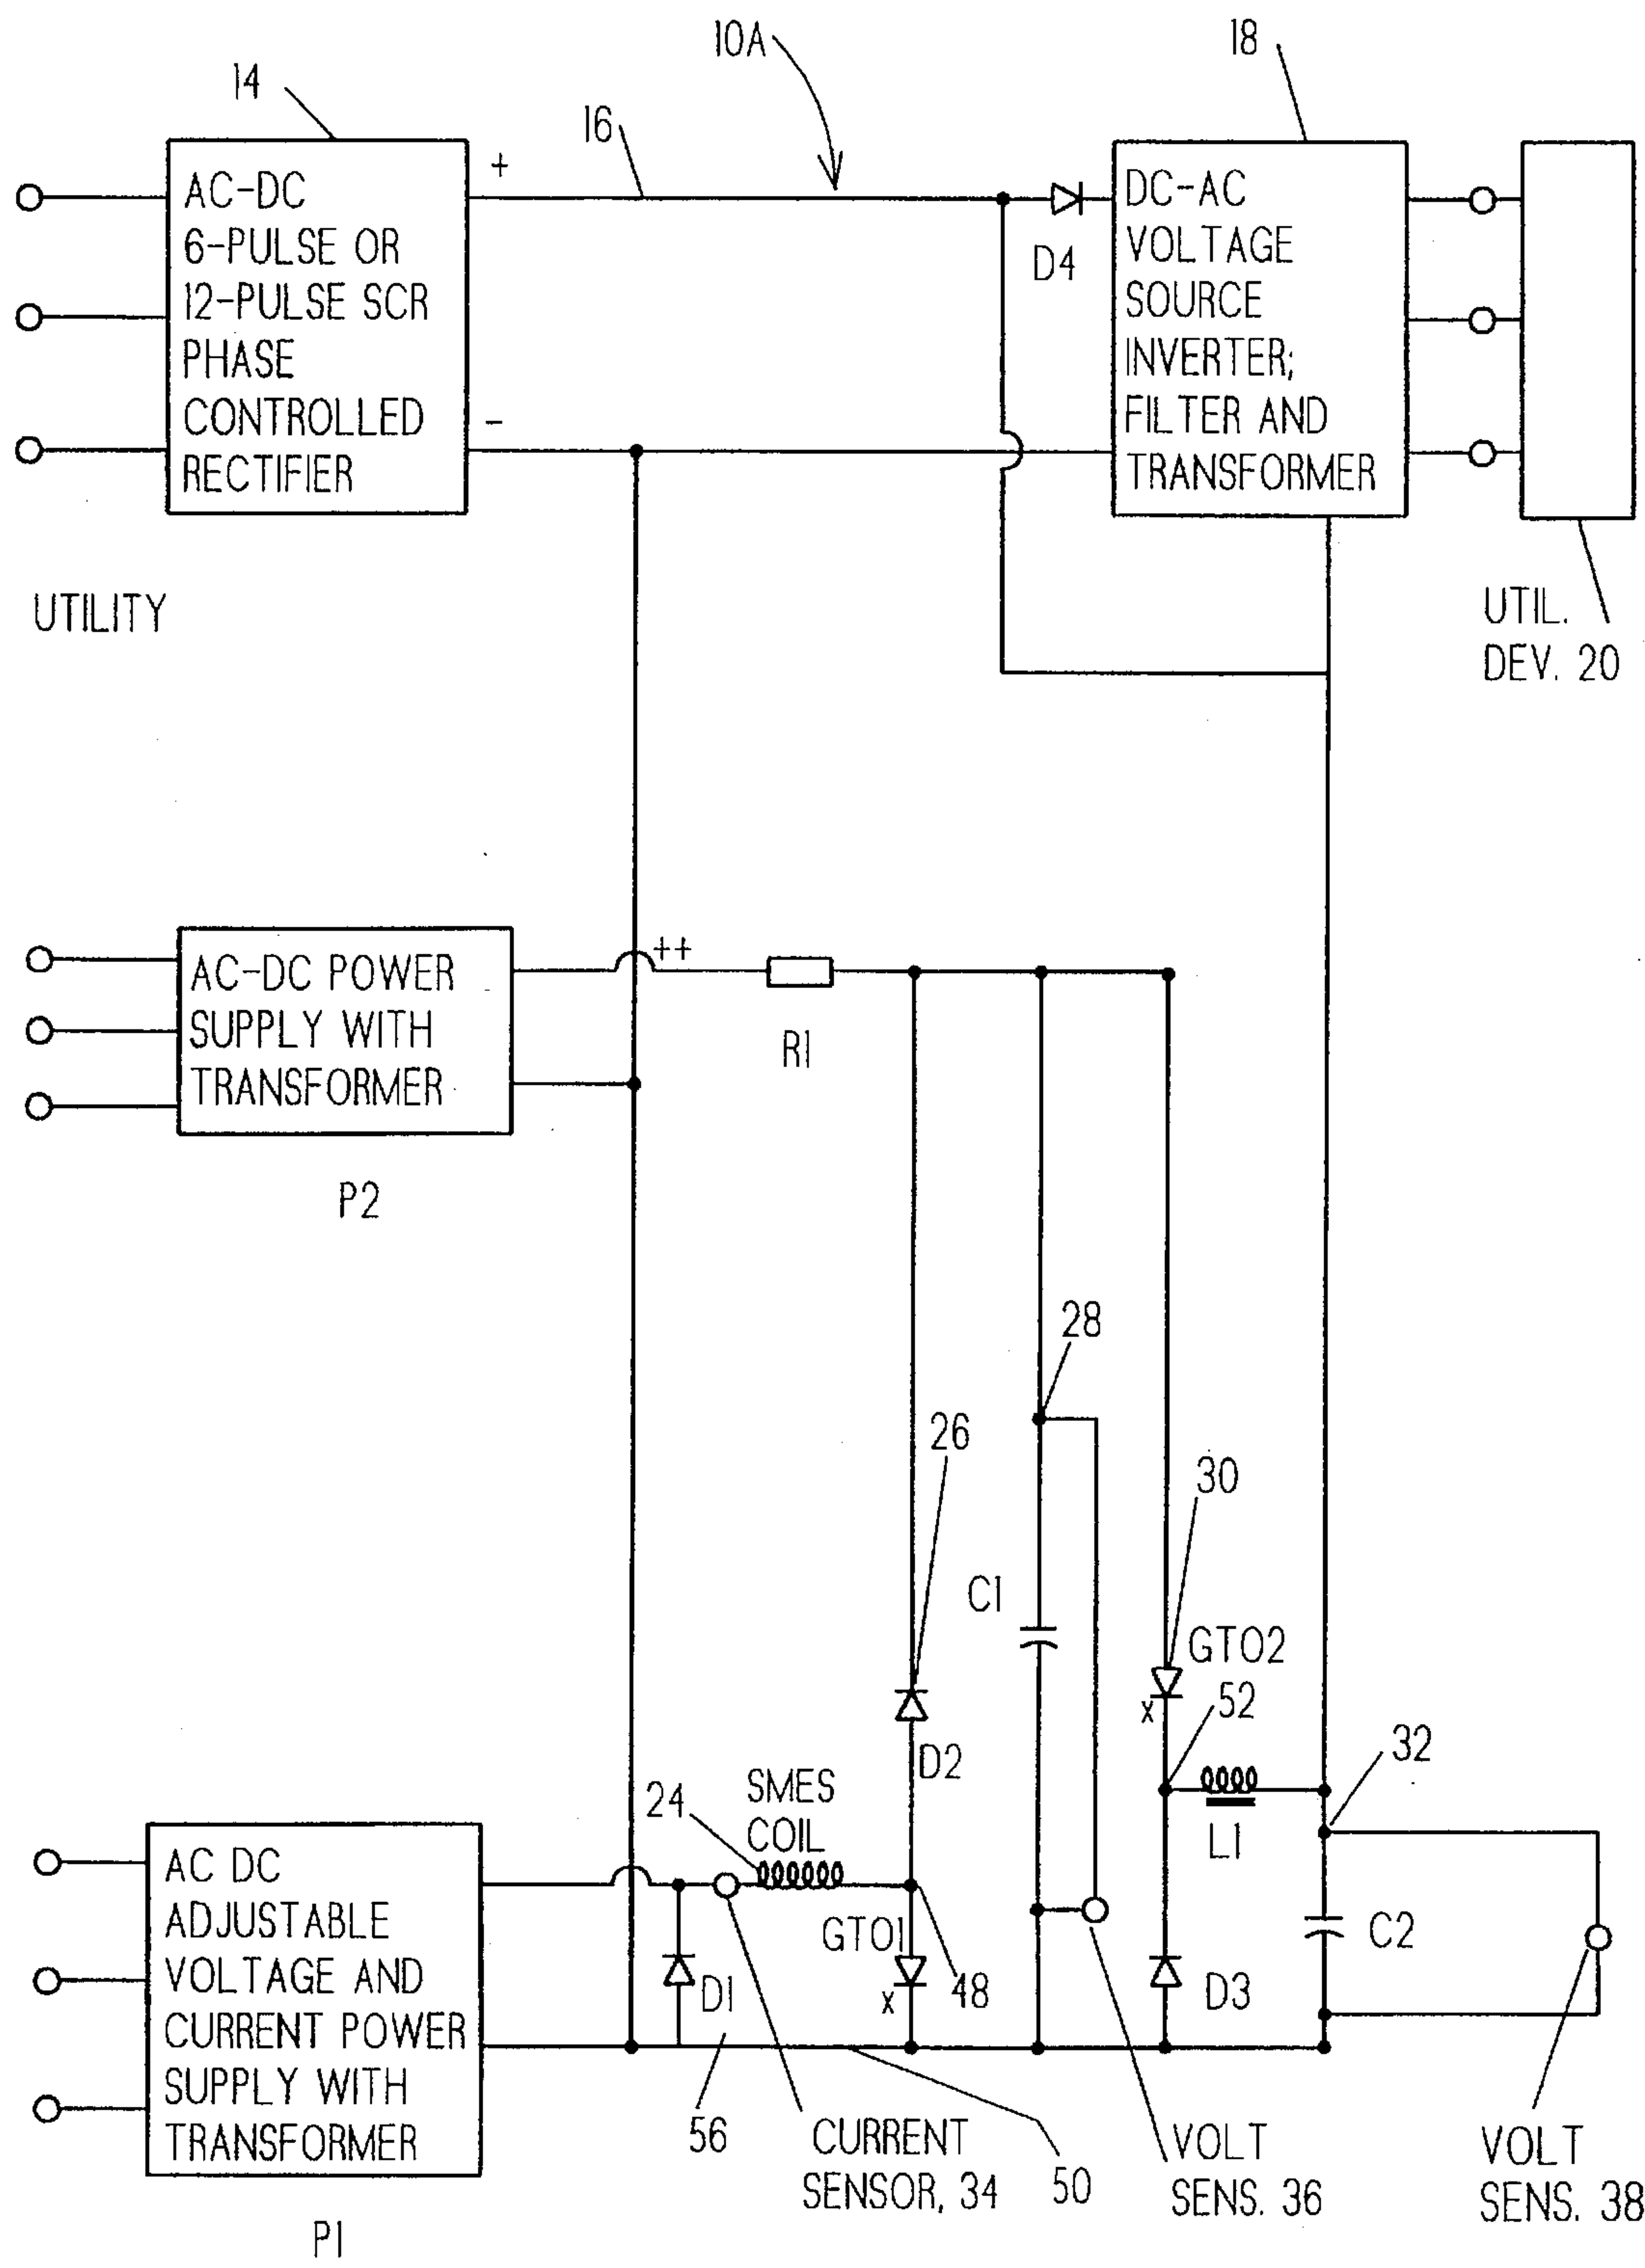 10A
18
14
16
+
AC-DC
6-PULSE OR
12-PULSE SCR
PHASE
CONTROLLED
RECTIFIER
-
D4
DC-AC
VOLTAGE
SOURCE
INVERTER;
FILTER AND
TRANSFORMER
UTILITY
UTIL.
DEV. 20
++
AC-DC POWER
SUPPLY WITH
TRANSFORMER
R1
P2
28
26
30
C1
GTO2
x
52
32
D2
SMES
COIL
24
L1
AC DC
ADJUSTABLE
VOLTAGE AND
CURRENT POWER
SUPPLY WITH
TRANSFORMER
GTO1
x
48
D1
D3
C2
56
CURRENT
SENSOR, 34
50
VOLT
SENS. 36
VOLT
SENS. 38
P1